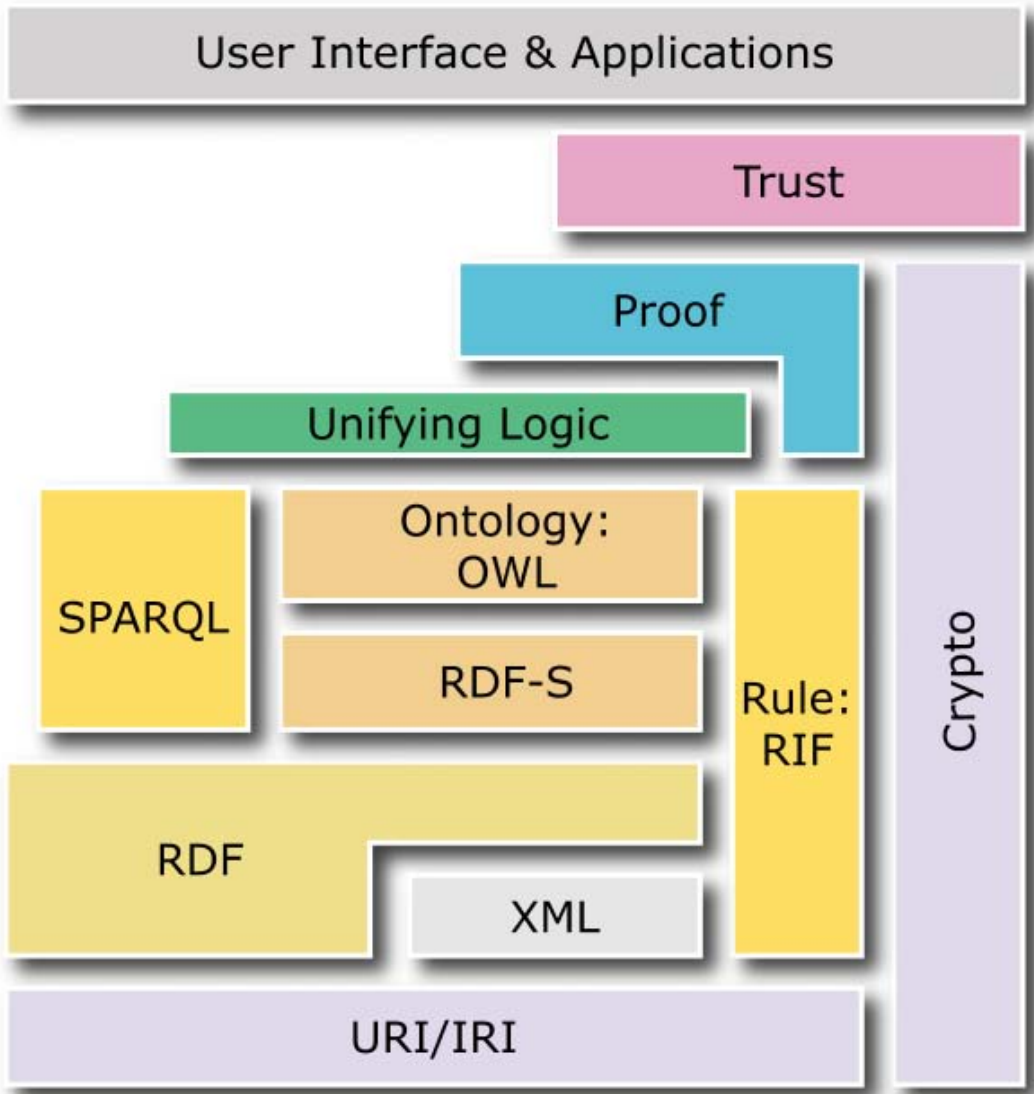 User Interface & Applications
Trust
Proof
Unifying Logic
Ontology:
OWL
SPARQL
RDF-S
Rule:
RIF
Crypto
RDF
XML
URI/IRI